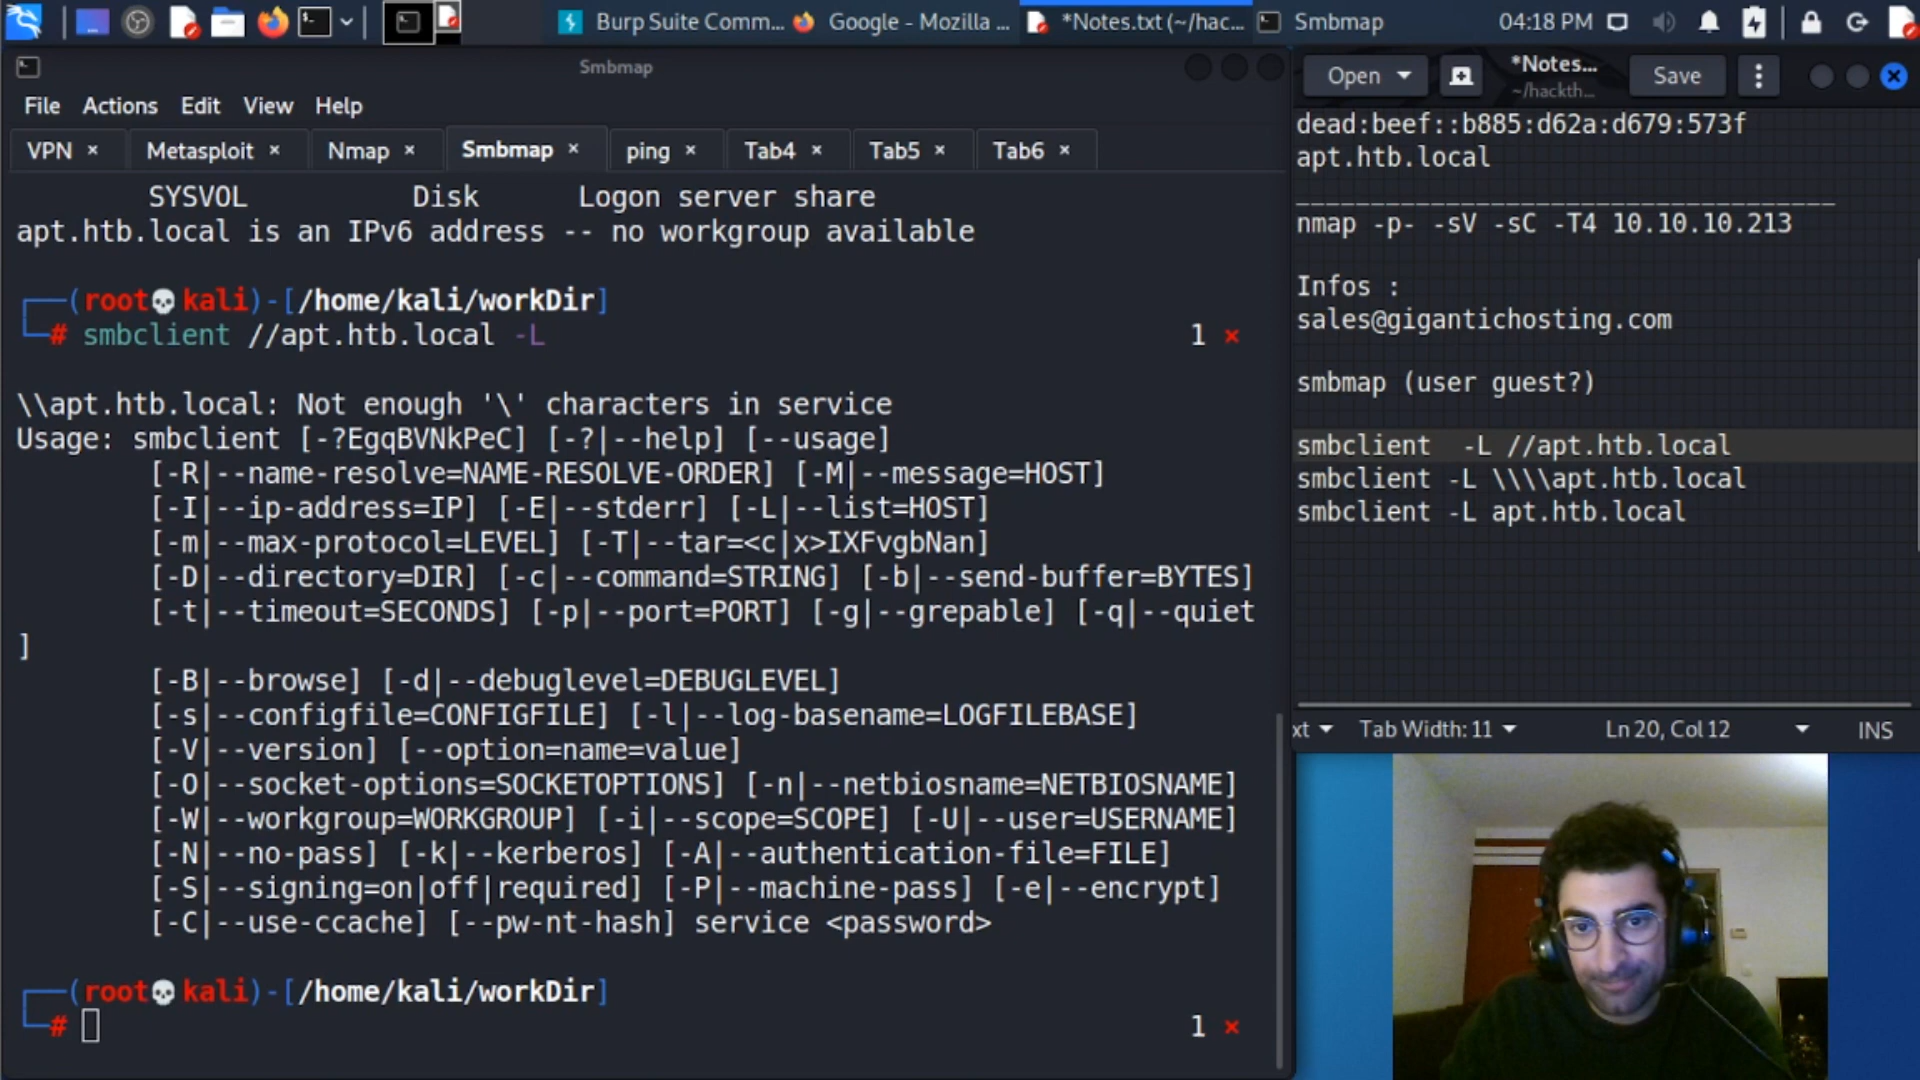 Burp Suite Comm...
Google - Mozilla ...
*Notes.txt (~/hac...
Smbmap
04:18 PM
Smbmap
File Actions Edit View Help
VPN × Metasploit × Nmap × Smbmap × ping × Tab4 × Tab5 × Tab6 ×
SYSVOL Disk Logon server share
apt.htb.local is an IPv6 address -- no workgroup available
(root💀kali)-[/home/kali/workDir]
# smbclient //apt.htb.local -L 1 ×
\\apt.htb.local: Not enough '\' characters in service
Usage: smbclient [-?EgqBVNkPeC] [-?|--help] [--usage]
[-R|--name-resolve=NAME-RESOLVE-ORDER] [-M|--message=HOST]
[-I|--ip-address=IP] [-E|--stderr] [-L|--list=HOST]
[-m|--max-protocol=LEVEL] [-T|--tar=<c|x>IXFvgbNan]
[-D|--directory=DIR] [-c|--command=STRING] [-b|--send-buffer=BYTES]
[-t|--timeout=SECONDS] [-p|--port=PORT] [-g|--grepable] [-q|--quiet
]
[-B|--browse] [-d|--debuglevel=DEBUGLEVEL]
[-s|--configfile=CONFIGFILE] [-l|--log-basename=LOGFILEBASE]
[-V|--version] [--option=name=value]
[-O|--socket-options=SOCKETOPTIONS] [-n|--netbiosname=NETBIOSNAME]
[-W|--workgroup=WORKGROUP] [-i|--scope=SCOPE] [-U|--user=USERNAME]
[-N|--no-pass] [-k|--kerberos] [-A|--authentication-file=FILE]
[-S|--signing=on|off|required] [-P|--machine-pass] [-e|--encrypt]
[-C|--use-ccache] [--pw-nt-hash] service <password>
(root💀kali)-[/home/kali/workDir]
# 1 ×
Open *Notes... Save
~/hackth...
dead:beef::b885:d62a:d679:573f
apt.htb.local
____________________________________
nmap -p- -sV -sC -T4 10.10.10.213
Infos :
sales@gigantichosting.com
smbmap (user guest?)
smbclient  -L //apt.htb.local
smbclient -L \\\\apt.htb.local
smbclient -L apt.htb.local
xt Tab Width: 11 Ln 20, Col 12 INS